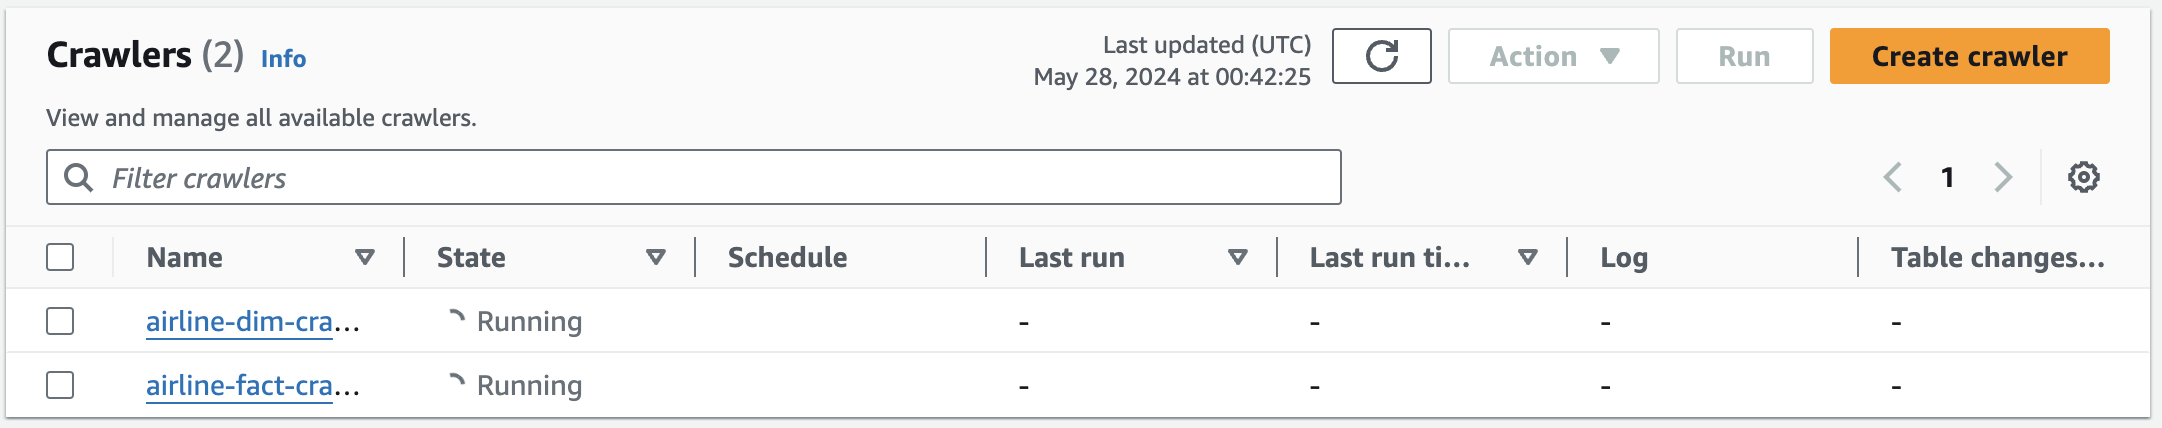 Crawlers (2) Info
Last updated (UTC)
May 28, 2024 at 00:42:25
Action
Run
Create crawler
View and manage all available crawlers.
Filter crawlers
1
Name State Schedule Last run Last run ti... Log Table changes...
airline-dim-cra... Running - - - -
airline-fact-cra... Running - - - -